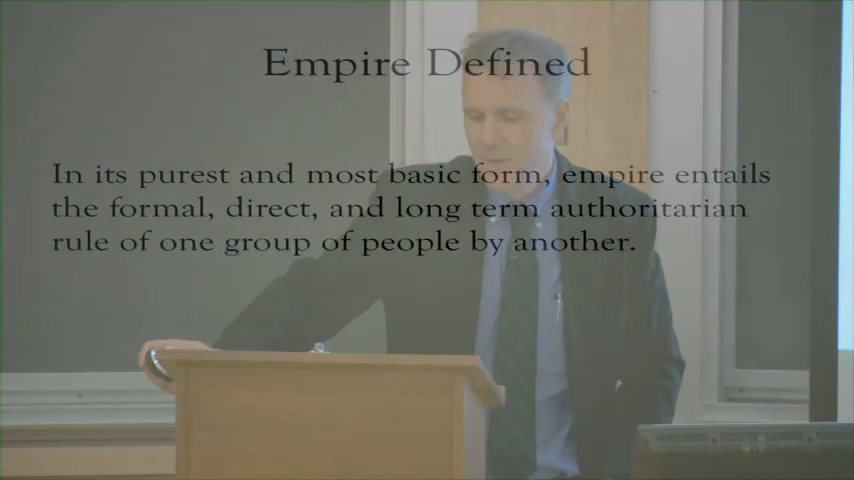 Empire Defined
In its purest and most basic form, empire entails
the formal, direct, and long term authoritarian
rule of one group of people by another.